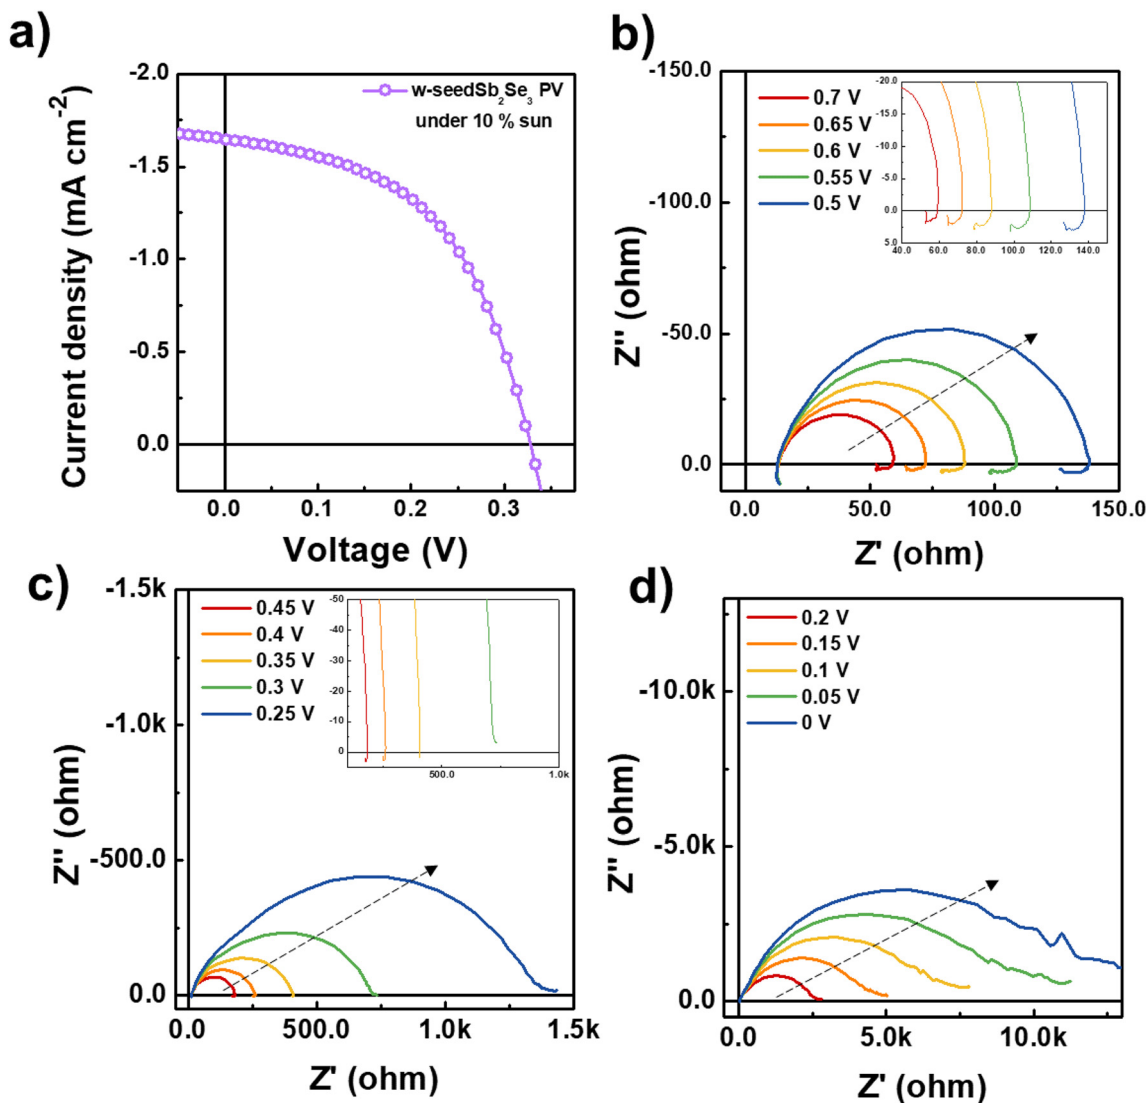 a)
-2.0
-1.5
-1.0
-0.5
0.0
Current density (mA cm-2)
w-seedSb2Se3 PV
under 10 % sun
0.0 0.1 0.2 0.3
Voltage (V)
b)
-150.0
-100.0
-50.0
0.0
Z'' (ohm)
0.7 V
0.65 V
0.6 V
0.55 V
0.5 V
-20.0
-15.0
-10.0
-5.0
0.0
5.0
40.0 60.0 80.0 100.0 120.0 140.0
0.0 50.0 100.0 150.0
Z' (ohm)
c)
-1.5k
-1.0k
-500.0
0.0
Z'' (ohm)
0.45 V
0.4 V
0.35 V
0.3 V
0.25 V
-50
-40
-30
-20
-10
0
500.0 1.0k
0.0 500.0 1.0k 1.5k
Z' (ohm)
d)
-10.0k
-5.0k
0.0
Z'' (ohm)
0.2 V
0.15 V
0.1 V
0.05 V
0 V
0.0 5.0k 10.0k
Z' (ohm)